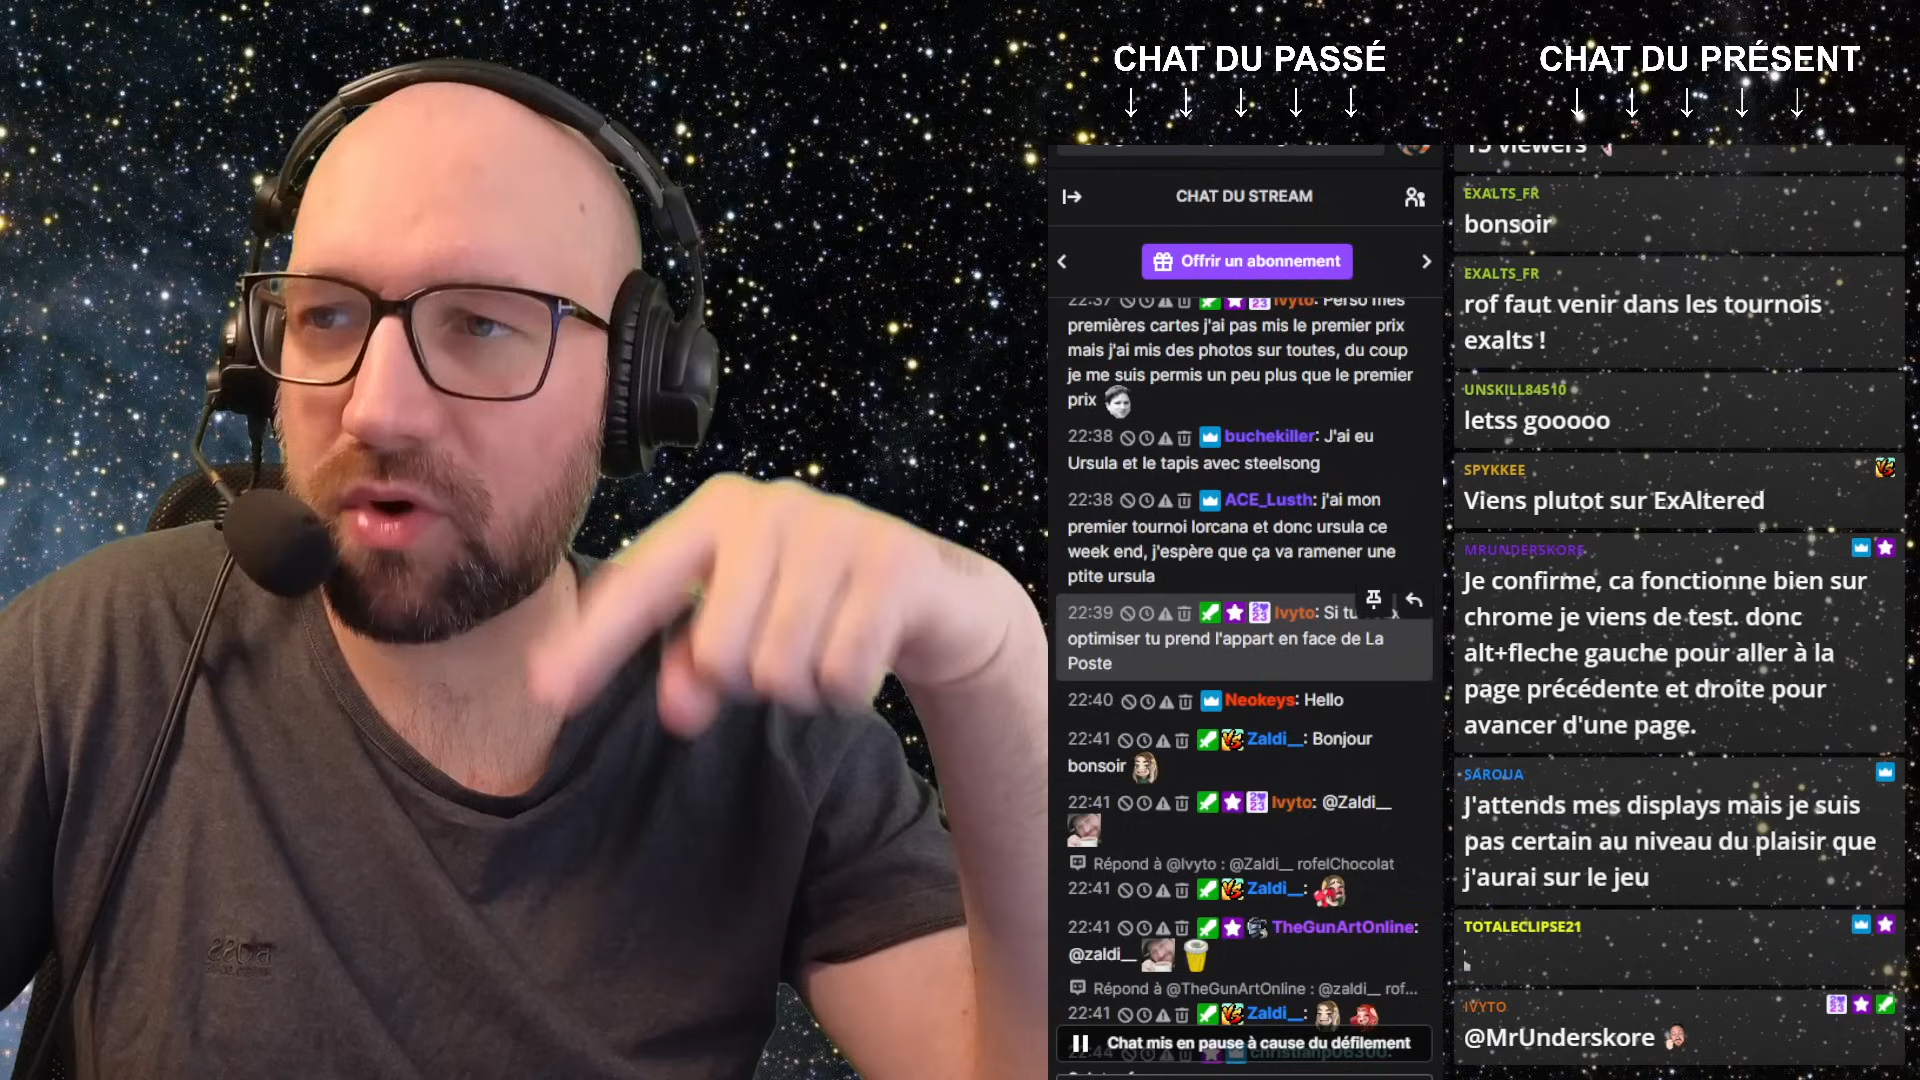 CHAT DU PASSÉ
↓ ↓ ↓ ↓ ↓
CHAT DU STREAM
Offrir un abonnement
22:37 Ivyto: Perso mes
premières cartes j'ai pas mis le premier prix
mais j'ai mis des photos sur toutes, du coup
je me suis permis un peu plus que le premier
prix
22:38 buchekiller: J'ai eu
Ursula et le tapis avec steelsong
22:38 ACE_Lusth: j'ai mon
premier tournoi lorcana et donc ursula ce
week end, j'espère que ça va ramener une
ptite ursula
22:39 Ivyto: Si tu
optimiser tu prend l'appart en face de La
Poste
22:40 Neokeys: Hello
22:41 Zaldi__: Bonjour
bonsoir
22:41 Ivyto: @Zaldi__
Répond à @Ivyto : @Zaldi__ rofelChocolat
22:41 Zaldi__:
22:41 TheGunArtOnline:
@zaldi__
Répond à @TheGunArtOnline : @zaldi__ rof...
22:41 Zaldi__:
Chat mis en pause à cause du défilement
22:44 christianp06300:
CHAT DU PRÉSENT
↓ ↓ ↓ ↓ ↓
15 viewers
EXALTS_FR
bonsoir
EXALTS_FR
rof faut venir dans les tournois
exalts !
UNSKILL84510
letss gooooo
SPYKKEE
Viens plutot sur ExAltered
MRUNDERSKORE
Je confirme, ca fonctionne bien sur
chrome je viens de test. donc
alt+fleche gauche pour aller à la
page précédente et droite pour
avancer d'une page.
SAROUA
J'attends mes displays mais je suis
pas certain au niveau du plaisir que
j'aurai sur le jeu
TOTALECLIPSE21
IVYTO
@MrUnderskore